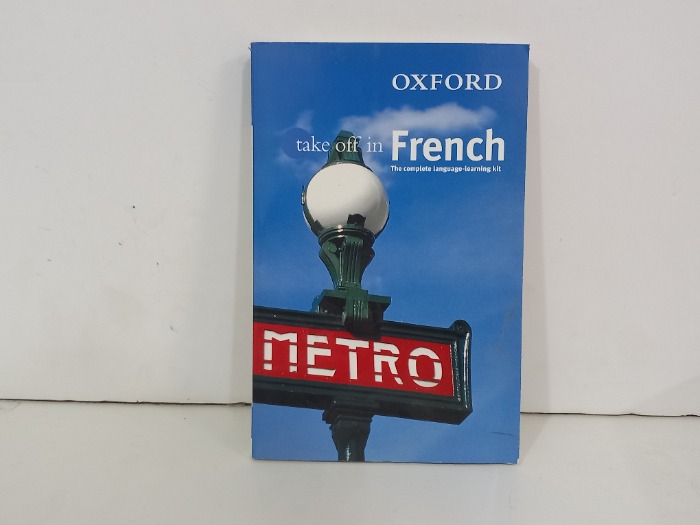 OXFORD
take off in French
The complete language-learning kit
METRO